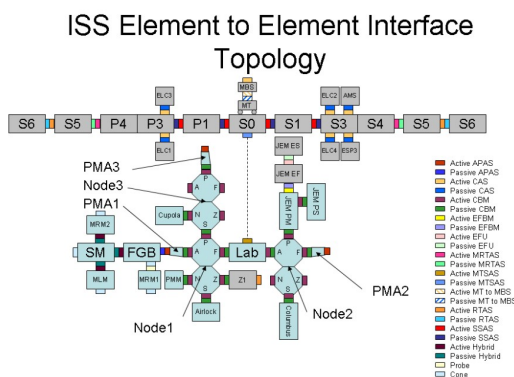 ISS Element to Element Interface
Topology
ELC3
MBS
MT
ELC2
AMS
S6
S5
P4
P3
P1
S0
S1
S3
S4
S5
S6
ELC1
ELC4
ESP3
JEM ES
JEM EF
JEM PM
JEM PS
PMA3
Node3
PMA1
P
A
F
S
Cupola
N
S
Z
MRM2
SM
FGB
P
A
F
S
Lab
P
A
F
S
MLM
MRM1
PMM
N
S
Z
Z1
N
S
Z
Airlock
Columbus
Node1
Node2
PMA2
Active APAS
Passive APAS
Active CAS
Passive CAS
Active CBM
Passive CBM
Active EFBM
Passive EFBM
Active EFU
Passive EFU
Active MRTAS
Passive MRTAS
Active MTSAS
Passive MTSAS
Active MT to MBS
Passive MT to MBS
Active RTAS
Passive RTAS
Active SSAS
Passive SSAS
Active Hybrid
Passive Hybrid
Probe
Cone